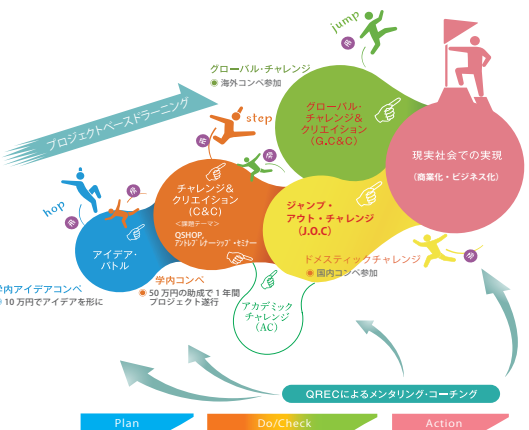 jump
グローバル・チャレンジ
海外コンペ参加
プロジェクトベースドラーニング
step
グローバル・
チャレンジ&
クリエイション
(G.C&C)
現実社会での実現
(商業化・ビジネス化)
hop
チャレンジ&
クリエイション
(C&C)
<課題テーマ>
QSHOP,
アントレプレナーシップ・セミナー
ジャンプ・
アウト・チャレンジ
(J.O.C)
アイデア・
バトル
ドメスティックチャレンジ
国内コンペ参加
学内アイデアコンペ
10万円でアイデアを形に
学内コンペ
50万円の助成で1年間
プロジェクト遂行
アカデミック
チャレンジ
(AC)
QRECによるメンタリング・コーチング
Plan
Do/Check
Action